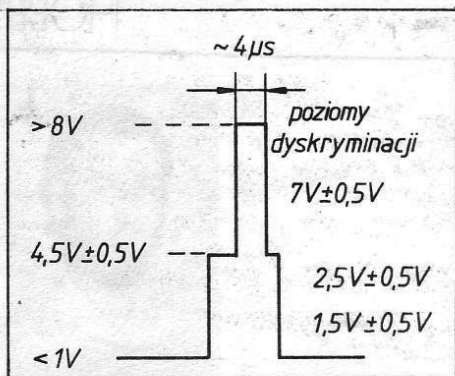 ~4μs
>8V
poziomy
dyskryminacji
7V±0,5V
4,5V±0,5V
2,5V±0,5V
1,5V±0,5V
<1V